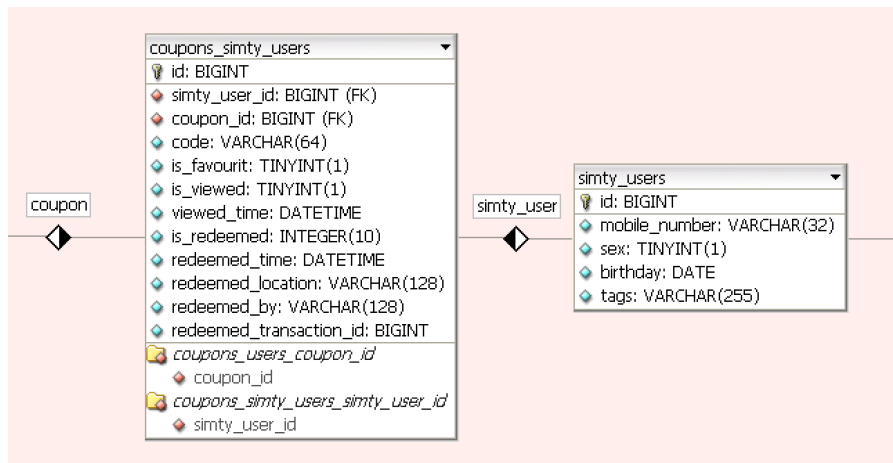 coupon
coupons_simty_users
id: BIGINT
simty_user_id: BIGINT (FK)
coupon_id: BIGINT (FK)
code: VARCHAR(64)
is_favourit: TINYINT(1)
is_viewed: TINYINT(1)
viewed_time: DATETIME
is_redeemed: INTEGER(10)
redeemed_time: DATETIME
redeemed_location: VARCHAR(128)
redeemed_by: VARCHAR(128)
redeemed_transaction_id: BIGINT
coupons_users_coupon_id
coupon_id
coupons_simty_users_simty_user_id
simty_user_id
simty_user
simty_users
id: BIGINT
mobile_number: VARCHAR(32)
sex: TINYINT(1)
birthday: DATE
tags: VARCHAR(255)